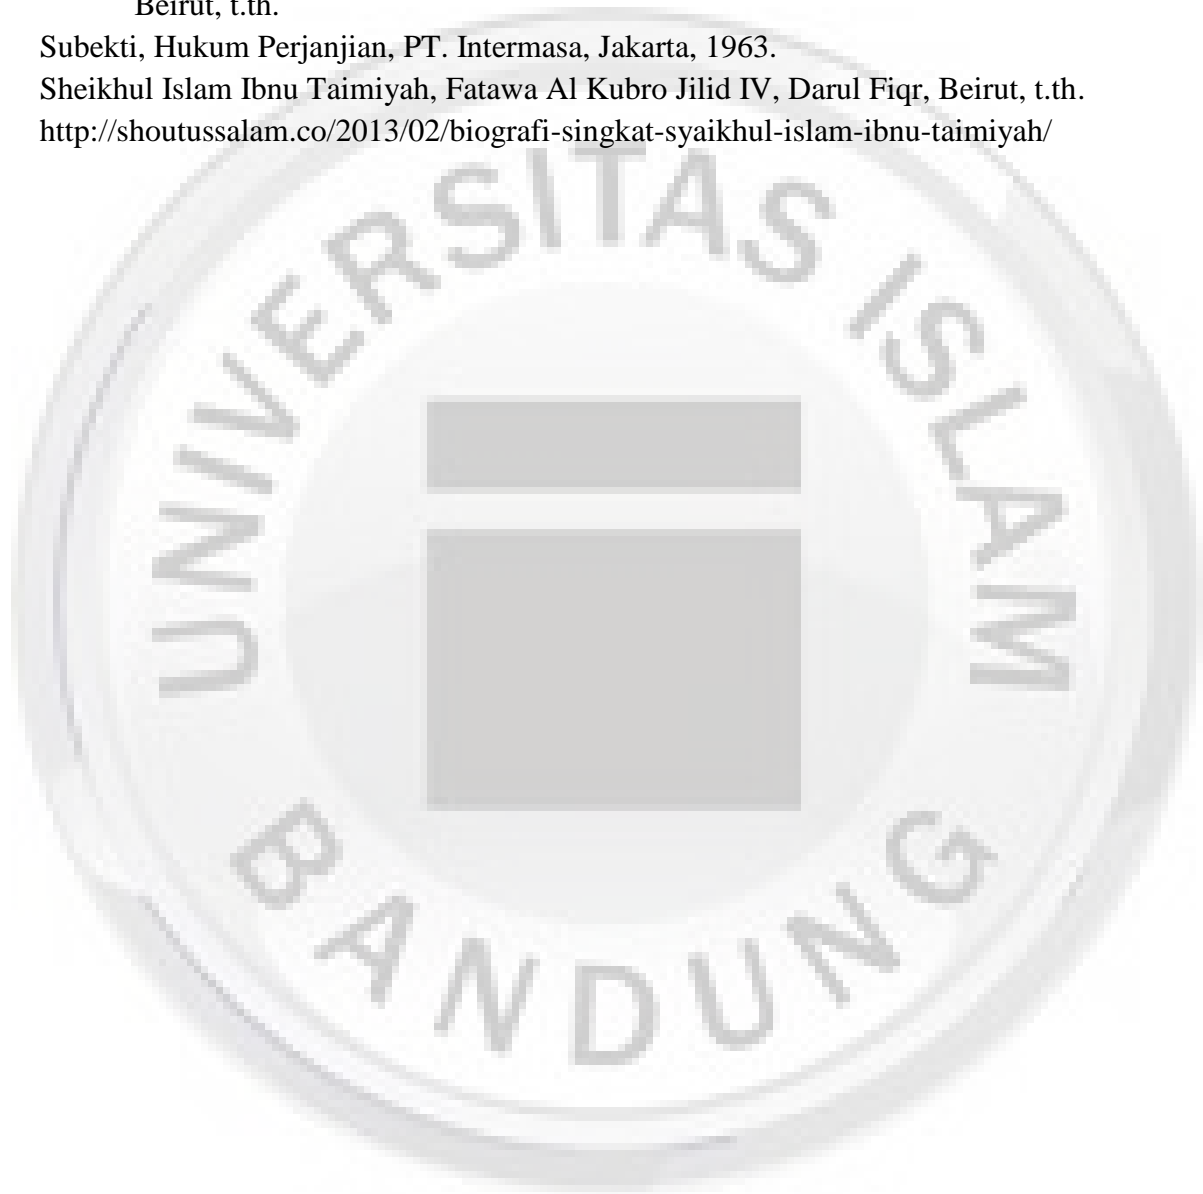 Beirut, t.th.
Subekti, Hukum Perjanjian, PT. Intermasa, Jakarta, 1963.
Sheikhul Islam Ibnu Taimiyah, Fatawa Al Kubro Jilid IV, Darul Fiqr, Beirut, t.th.
http://shoutussalam.co/2013/02/biografi-singkat-syaikhul-islam-ibnu-taimiyah/
UNIVERSITAS ISLAM
BANDUNG